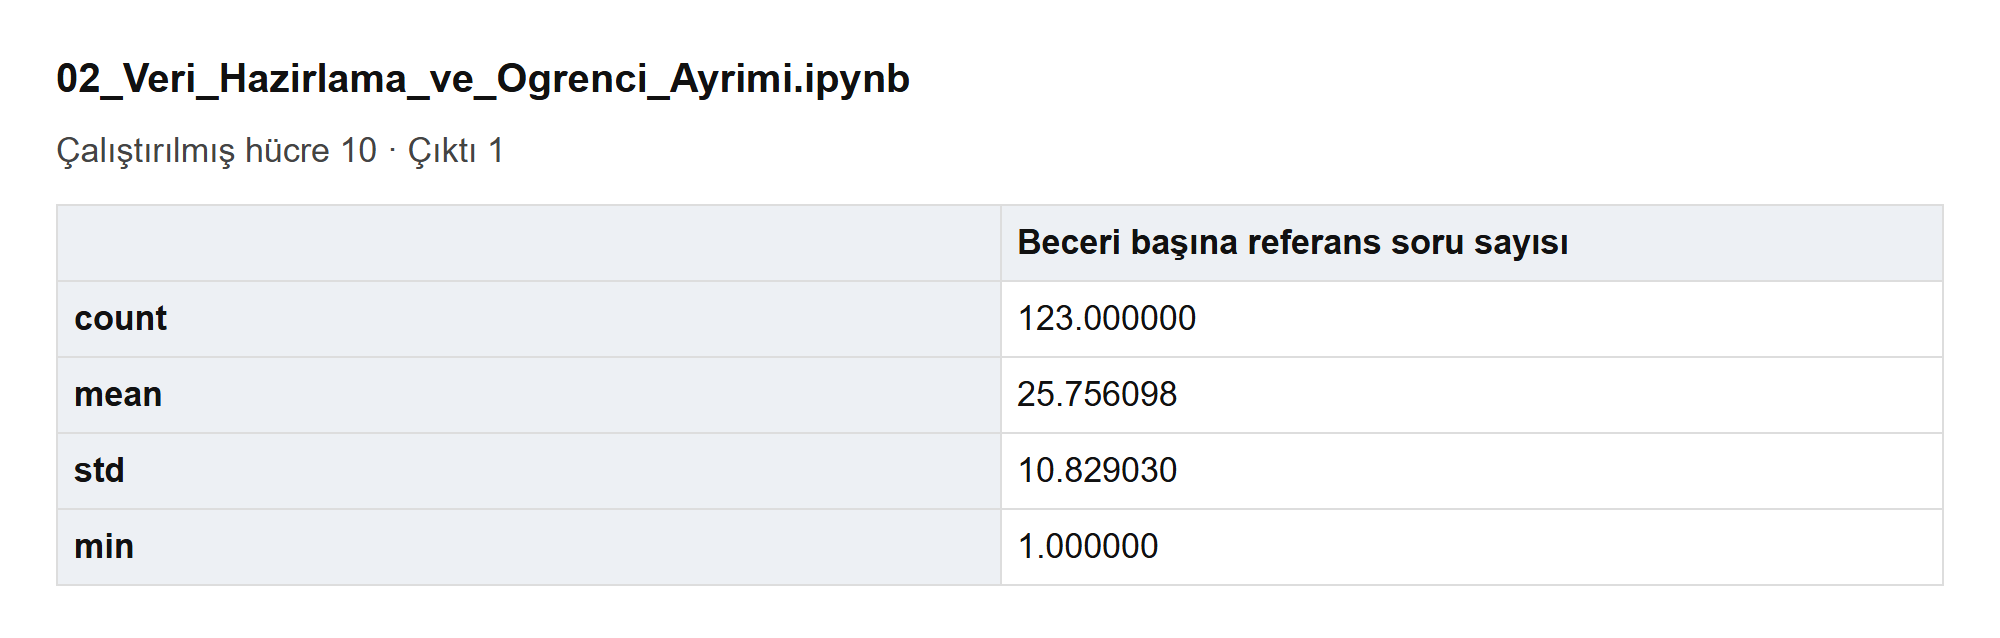 02_Veri_Hazirlama_ve_Ogrenci_Ayrimi.ipynb
Çalıştırılmış hücre 10 · Çıktı 1
Beceri başına referans soru sayısı
count 123.000000
mean 25.756098
std 10.829030
min 1.000000